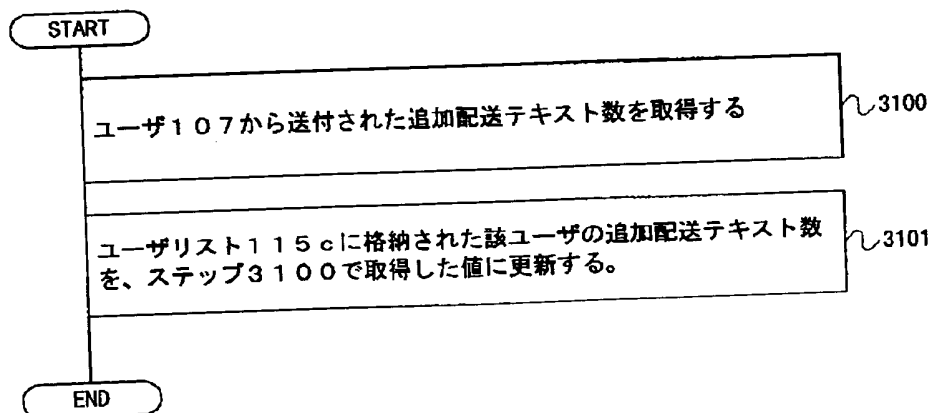 START
ユーザ107から送付された追加配送テキスト数を取得する
3100
ユーザリスト115cに格納された該ユーザの追加配送テキスト数
を、ステップ3100で取得した値に更新する。
3101
END